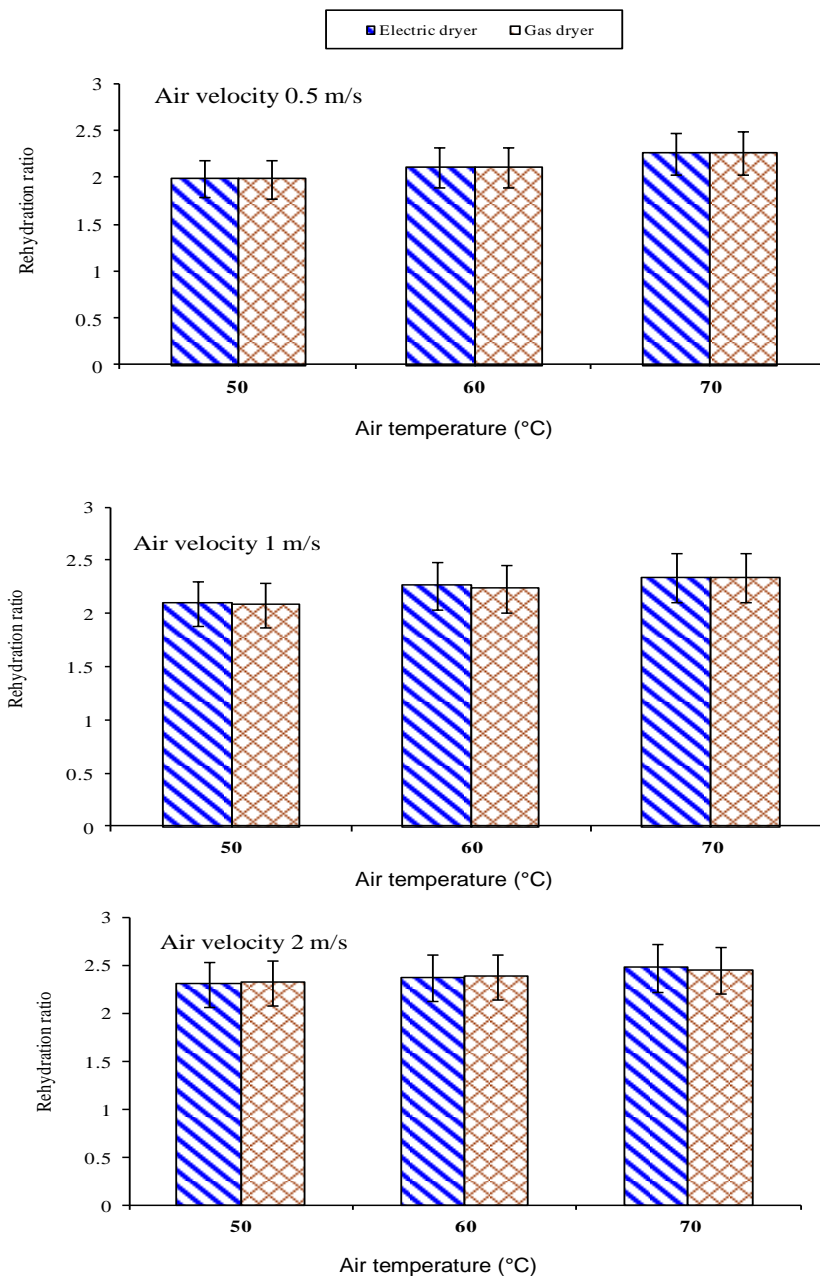 Electric dryer Gas dryer
Air velocity 0.5 m/s
3
2.5
2
1.5
1
0.5
0
Rehydration ratio
50 60 70
Air temperature (°C)
Air velocity 1 m/s
3
2.5
2
1.5
1
0.5
0
Rehydration ratio
50 60 70
Air temperature (°C)
Air velocity 2 m/s
3
2.5
2
1.5
1
0.5
0
Rehydration ratio
50 60 70
Air temperature (°C)